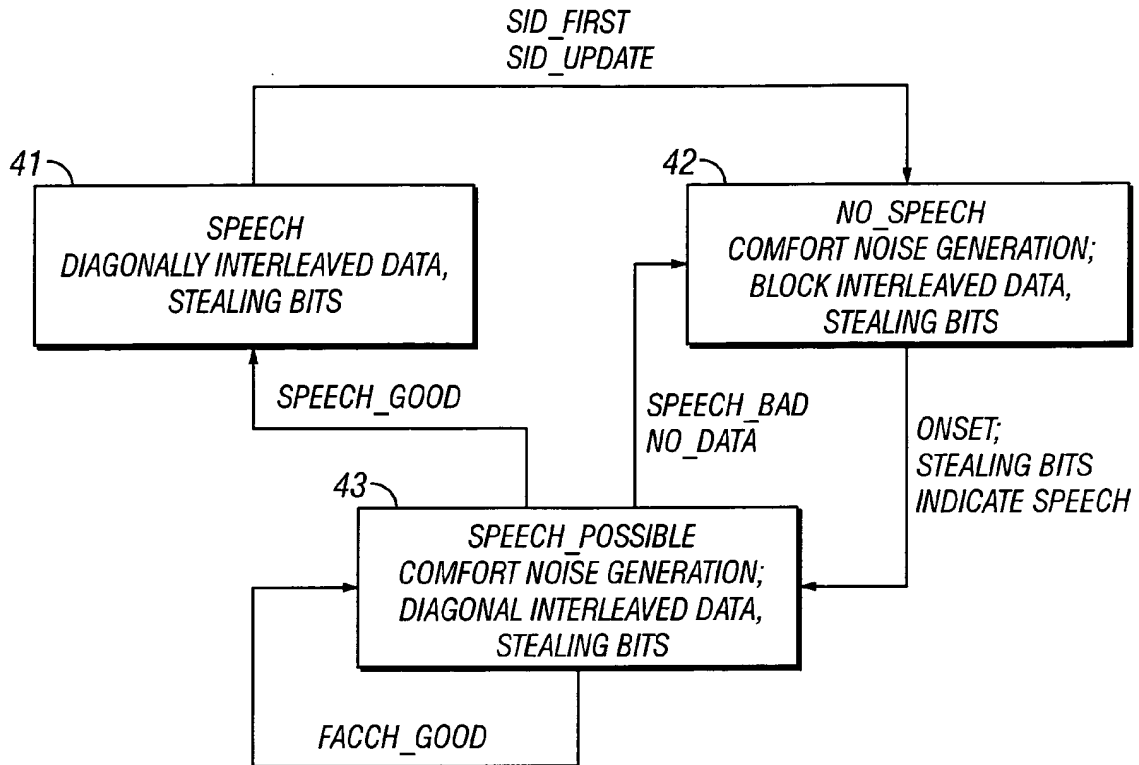 SID_FIRST
SID_UPDATE
41
SPEECH
DIAGONALLY INTERLEAVED DATA,
STEALING BITS
42
NO_SPEECH
COMFORT NOISE GENERATION;
BLOCK INTERLEAVED DATA,
STEALING BITS
SPEECH_GOOD
SPEECH_BAD
NO_DATA
ONSET;
STEALING BITS
INDICATE SPEECH
43
SPEECH_POSSIBLE
COMFORT NOISE GENERATION;
DIAGONAL INTERLEAVED DATA,
STEALING BITS
FACCH_GOOD